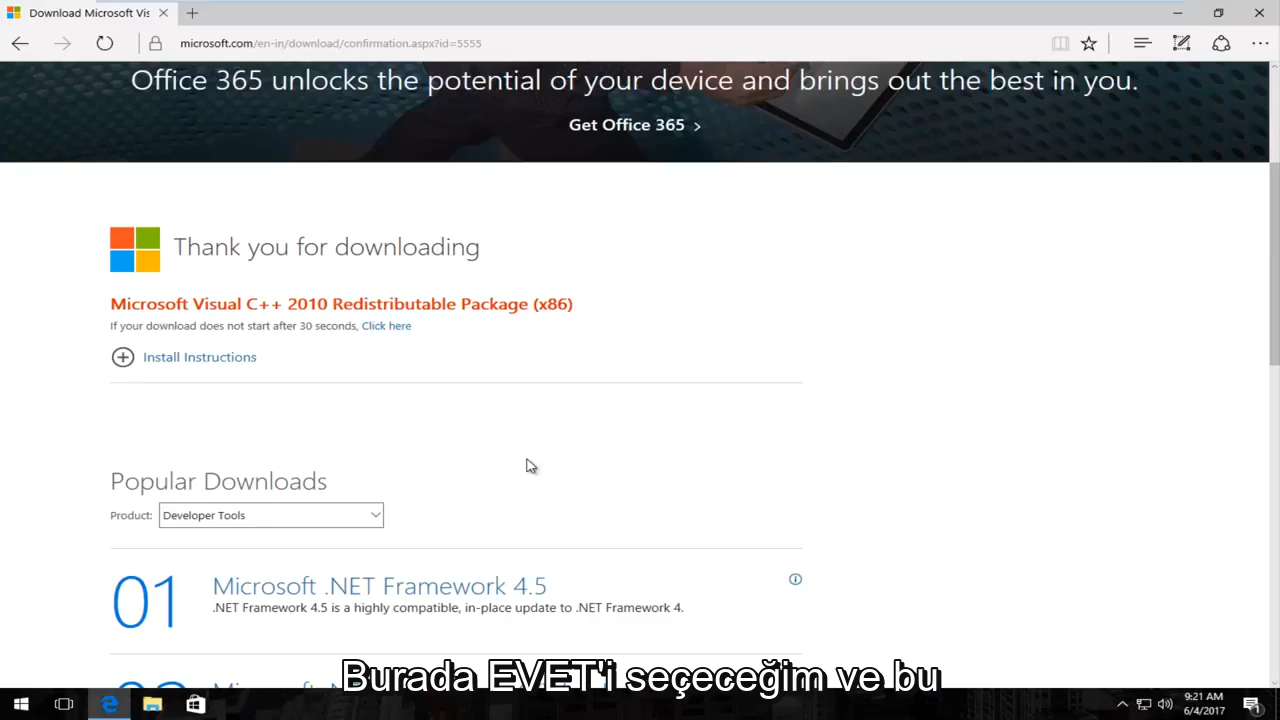 Download Microsoft Vis
microsoft.com/en-in/download/confirmation.aspx?id=5555
Office 365 unlocks the potential of your device and brings out the best in you.
Get Office 365 >
Thank you for downloading
Microsoft Visual C++ 2010 Redistributable Package (x86)
If your download does not start after 30 seconds, Click here
Install Instructions
Popular Downloads
Product: Developer Tools
01 Microsoft .NET Framework 4.5
.NET Framework 4.5 is a highly compatible, in-place update to .NET Framework 4.
Burada EVET'i seçeceğim ve bu
9:21 AM
6/4/2017